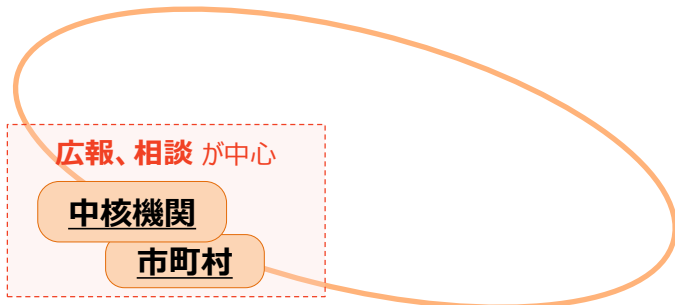 広報、相談 が中心
中核機関
市町村